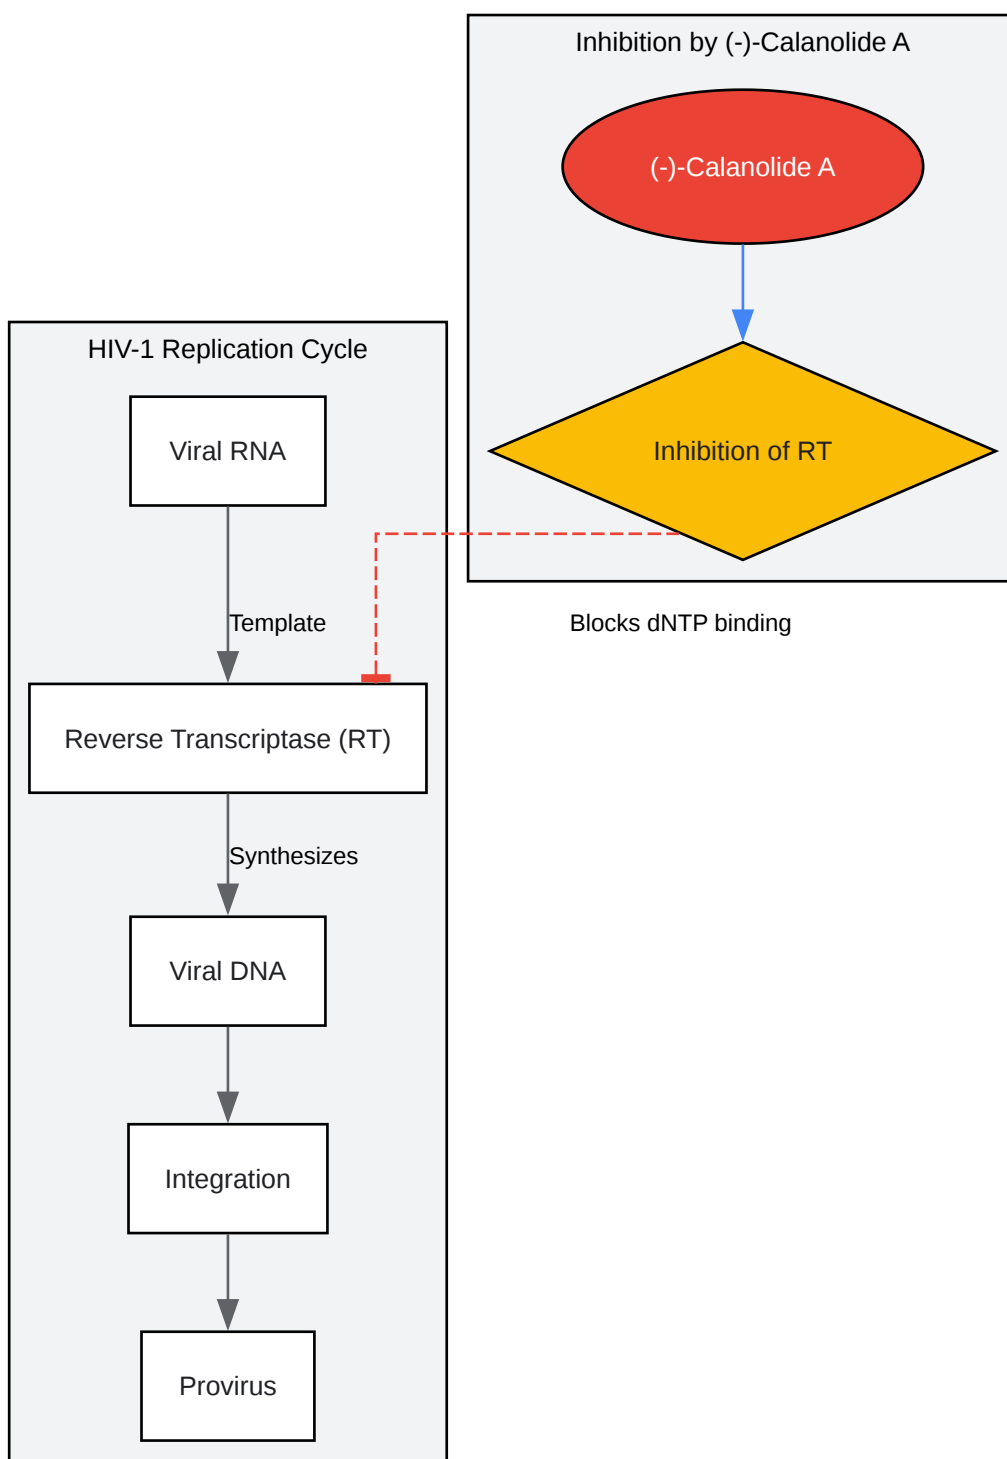 Inhibition by (-)-Calanolide A
(-)-Calanolide A
Inhibition of RT
Blocks dNTP binding
HIV-1 Replication Cycle
Viral RNA
Template
Reverse Transcriptase (RT)
Synthesizes
Viral DNA
Integration
Provirus